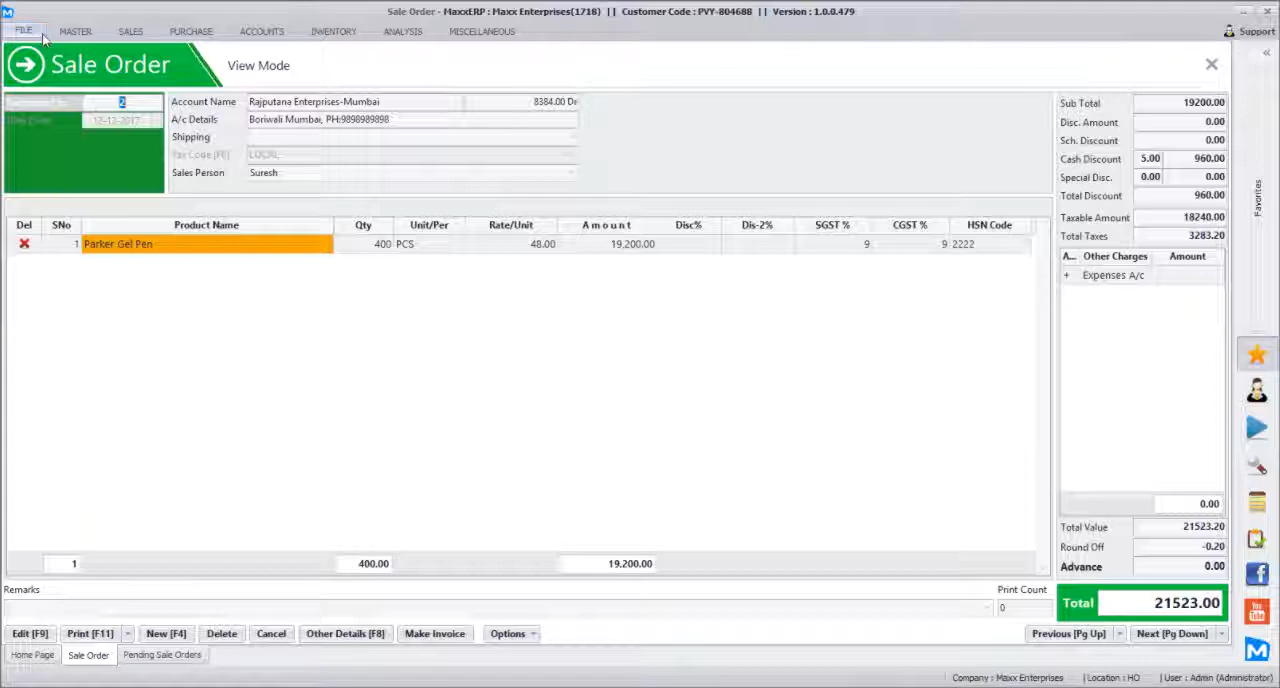 Sale Order - MaxxERP : Maxx Enterprises(1718) || Customer Code : PVY-804688 || Version : 1.0.0.479
FILE MASTER SALES PURCHASE ACCOUNTS INVENTORY ANALYSIS MISCELLANEOUS Support
Sale Order View Mode
2 Account Name Rajputana Enterprises-Mumbai 8384.00 Dr
12-12-2017 A/c Details Boriwali Mumbai, PH:9898989898
Shipping
Tax Code [F6] LOCAL
Sales Person Suresh
Sub Total 19200.00
Disc. Amount 0.00
Sch. Discount 0.00
Cash Discount 5.00 960.00
Special Disc. 0.00 0.00
Total Discount 960.00
Taxable Amount 18240.00
Total Taxes 3283.20
Favorites
Del SNo Product Name Qty Unit/Per Rate/Unit Amount Disc% Dis-2% SGST % CGST % HSN Code
1 Parker Gel Pen 400 PCS 48.00 19,200.00 9 9 2222
A... Other Charges Amount
+ Expenses A/c
0.00
Total Value 21523.20
Round Off -0.20
Advance 0.00
1 400.00 19,200.00
Remarks Print Count
0
Total 21523.00
Edit [F9] Print [F11] New [F4] Delete Cancel Other Details [F8] Make Invoice Options Previous [Pg Up] Next [Pg Down]
Home Page Sale Order Pending Sale Orders
Company : Maxx Enterprises | Location : HO | User : Admin (Administrator)